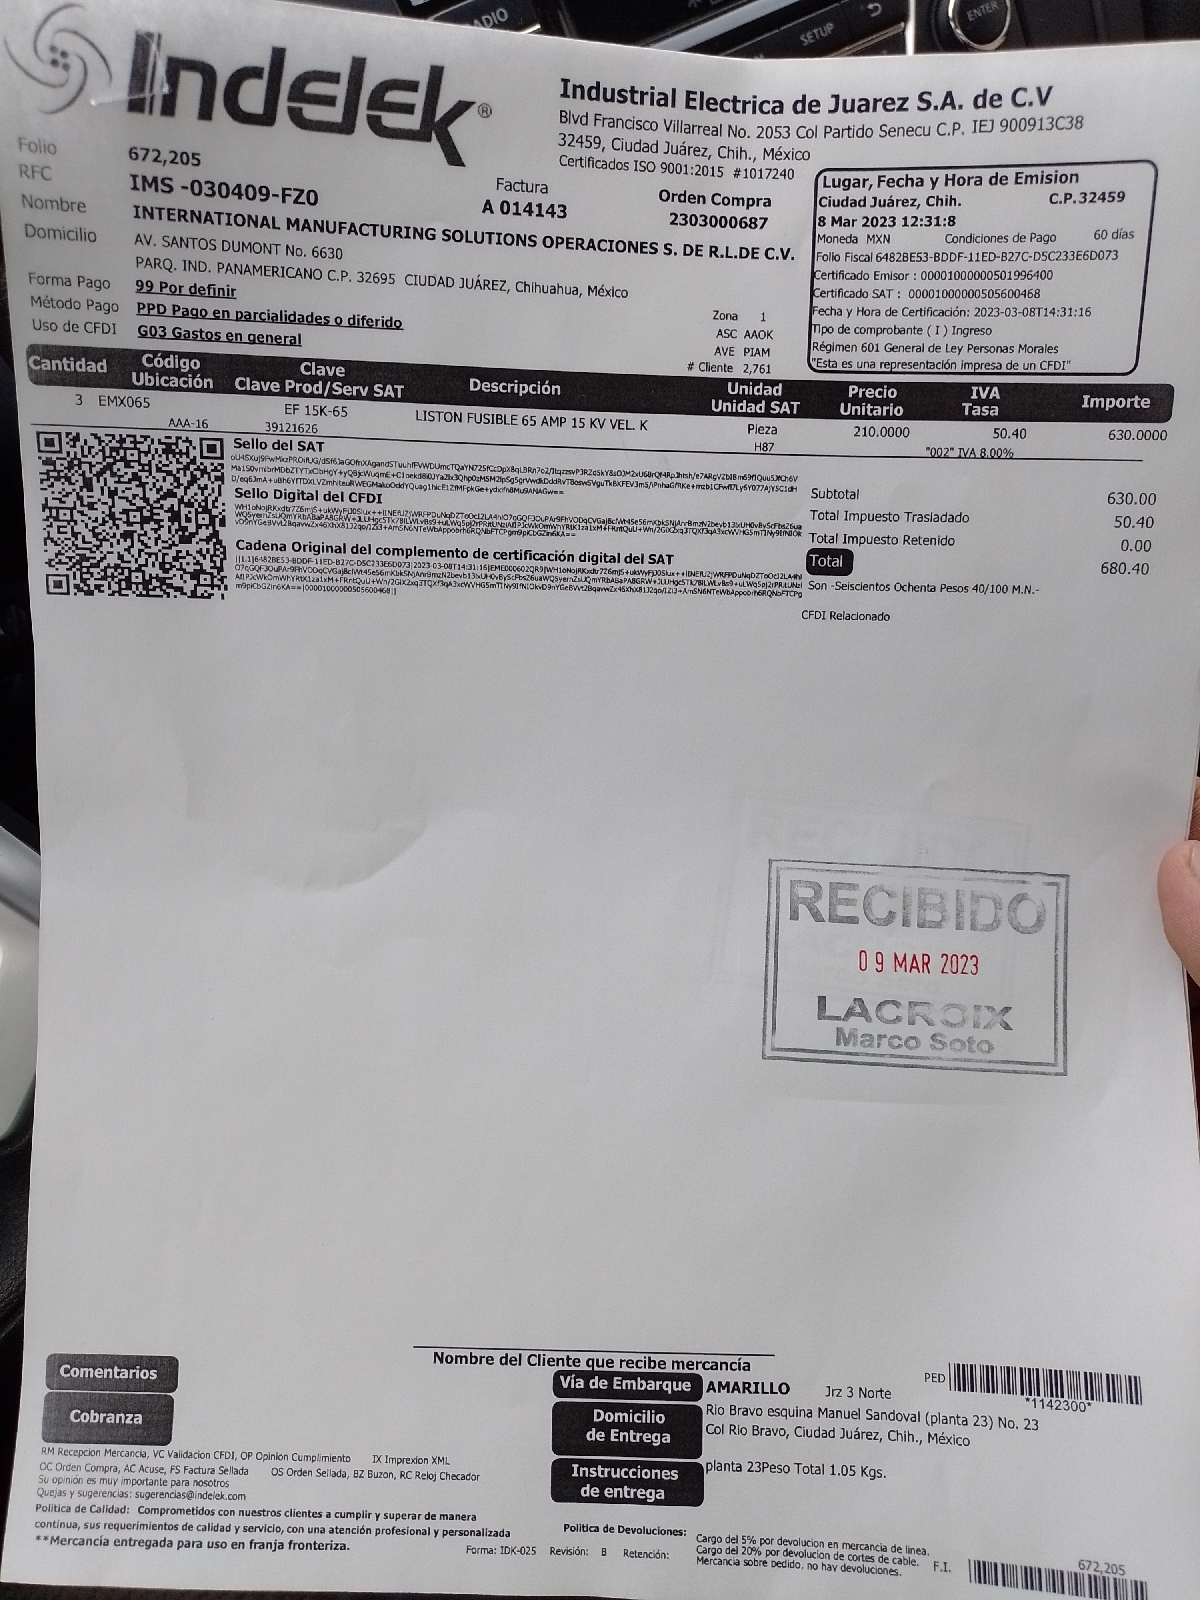 RADIO
SETUP
ENTER
Indelek®
Industrial Electrica de Juarez S.A. de C.V
Blvd Francisco Villarreal No. 2053 Col Partido Senecu C.P. IEJ 900913C38
32459, Ciudad Juárez, Chih., México
Certificados ISO 9001:2015 #1017240
Folio 672,205
RFC IMS -030409-FZ0
Factura
A 014143
Orden Compra
2303000687
Nombre INTERNATIONAL MANUFACTURING SOLUTIONS OPERACIONES S. DE R.L.DE C.V.
Domicilio AV. SANTOS DUMONT No. 6630
PARQ. IND. PANAMERICANO C.P. 32695 CIUDAD JUÁREZ, Chihuahua, México
Forma Pago 99 Por definir
Método Pago PPD Pago en parcialidades o diferido
Uso de CFDI G03 Gastos en general
Zona 1
ASC AAOK
AVE PIAM
# Cliente 2,761
Lugar, Fecha y Hora de Emision
Ciudad Juárez, Chih. C.P.32459
8 Mar 2023 12:31:8
Moneda MXN Condiciones de Pago 60 días
Folio Fiscal 6482BE53-BDDF-11ED-B27C-D5C233E6D073
Certificado Emisor : 00001000000501996400
Certificado SAT : 00001000000505600468
Fecha y Hora de Certificación: 2023-03-08T14:31:16
Tipo de comprobante ( I ) Ingreso
Régimen 601 General de Ley Personas Morales
"Esta es una representación impresa de un CFDI"
Cantidad Código Ubicación Clave Clave Prod/Serv SAT Descripción Unidad Unidad SAT Precio Unitario IVA Tasa Importe
3 EMX065 EF 15K-65 LISTON FUSIBLE 65 AMP 15 KV VEL. K Pieza 210.0000 50.40 630.0000
AAA-16 39121626 H87 "002" IVA 8.00%
Sello del SAT
Sello Digital del CFDI
Cadena Original del complemento de certificación digital del SAT
Subtotal 630.00
Total Impuesto Trasladado 50.40
Total Impuesto Retenido 0.00
Total 680.40
Son -Seiscientos Ochenta Pesos 40/100 M.N.-
CFDI Relacionado
RECIBIDO
09 MAR 2023
LACROIX
Marco Soto
Nombre del Cliente que recibe mercancía
Comentarios
Cobranza
Vía de Embarque AMARILLO Jrz 3 Norte
PED *1142300*
Domicilio de Entrega Rio Bravo esquina Manuel Sandoval (planta 23) No. 23
Col Rio Bravo, Ciudad Juárez, Chih., México
Instrucciones de entrega planta 23Peso Total 1.05 Kgs.
RM Recepcion Mercancia, VC Validacion CFDI, OP Opinion Cumplimiento IX Imprexion XML
OC Orden Compra, AC Acuse, FS Factura Sellada OS Orden Sellada, BZ Buzon, RC Reloj Checador
Su opinión es muy importante para nosotros
Quejas y sugerencias: sugerencias@indelek.com
Politica de Calidad: Comprometidos con nuestros clientes a cumplir y superar de manera
continua, sus requerimientos de calidad y servicio, con una atención profesional y personalizada
**Mercancía entregada para uso en franja fronteriza.
Forma: IDK-025 Revisión: B Retención:
Politica de Devoluciones: Cargo del 5% por devolucion en mercancia de linea.
Cargo del 20% por devolucion de cortes de cable.
Mercancia sobre pedido, no hay devoluciones.
F.I. 672,205